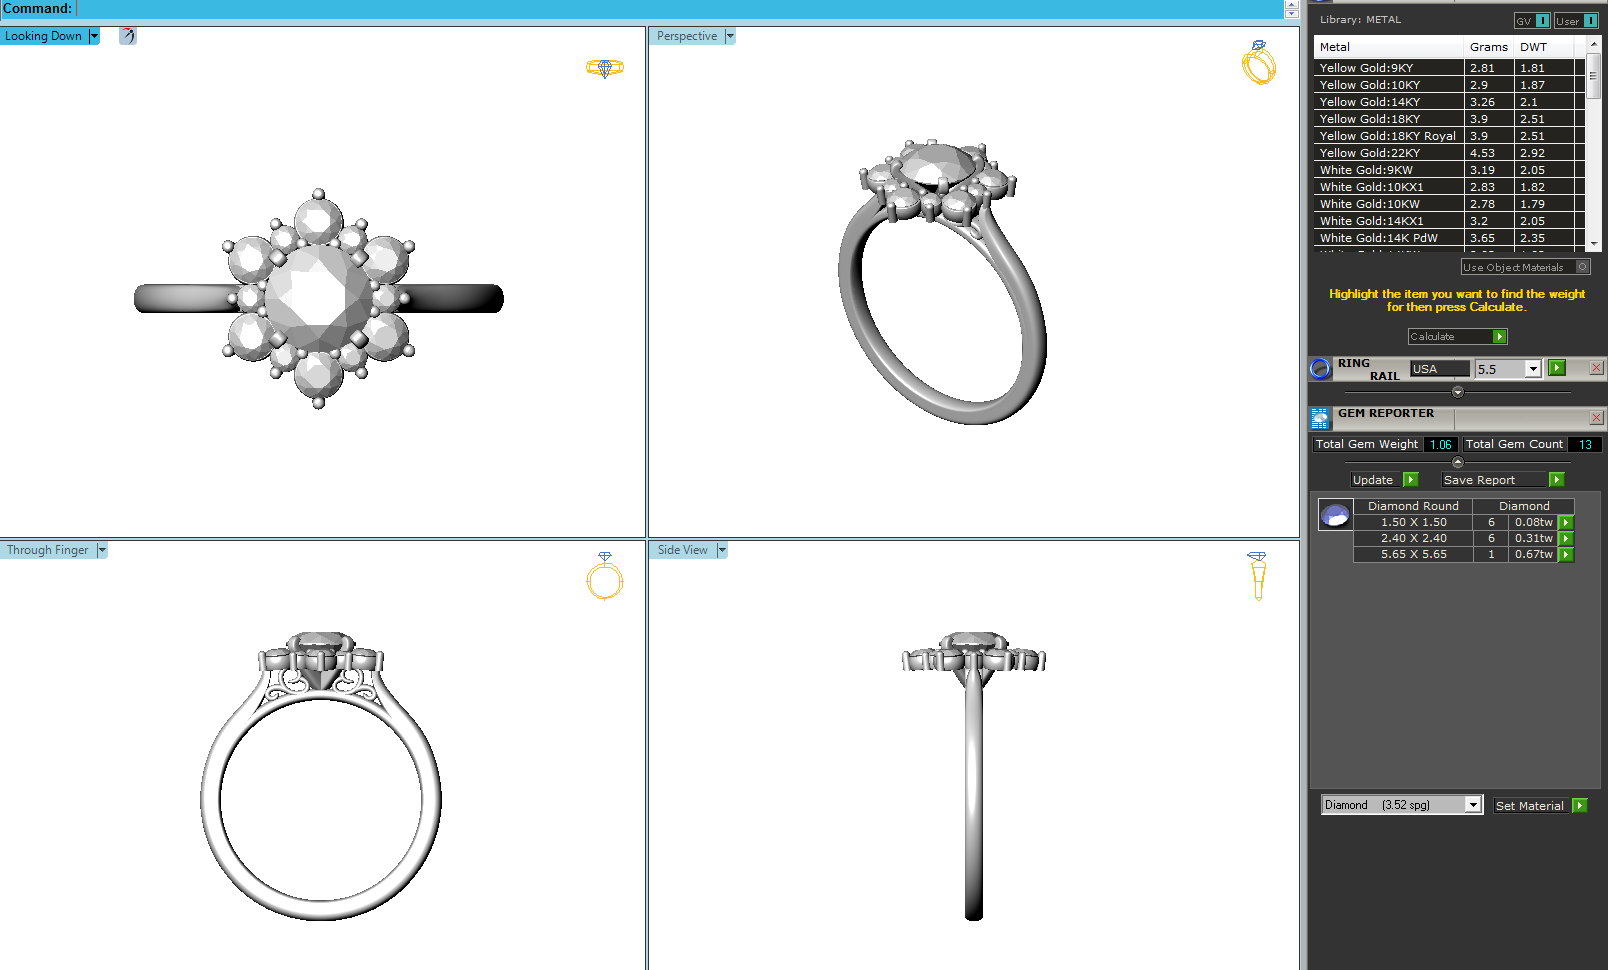 Command:
Looking Down
Perspective
Through Finger
Side View
Library: METAL
GV I User I
Metal Grams DWT
Yellow Gold:9KY 2.81 1.81
Yellow Gold:10KY 2.9 1.87
Yellow Gold:14KY 3.26 2.1
Yellow Gold:18KY 3.9 2.51
Yellow Gold:18KY Royal 3.9 2.51
Yellow Gold:22KY 4.53 2.92
White Gold:9KW 3.19 2.05
White Gold:10KX1 2.83 1.82
White Gold:10KW 2.78 1.79
White Gold:14KX1 3.2 2.05
White Gold:14K PdW 3.65 2.35
Use Object Materials O
Highlight the item you want to find the weight
for then press Calculate.
Calculate
RING
RAIL USA 5.5
GEM REPORTER
Total Gem Weight 1.06 Total Gem Count 13
Update Save Report
Diamond Round Diamond
1.50 X 1.50 6 0.08tw
2.40 X 2.40 6 0.31tw
5.65 X 5.65 1 0.67tw
Diamond (3.52 spg) Set Material